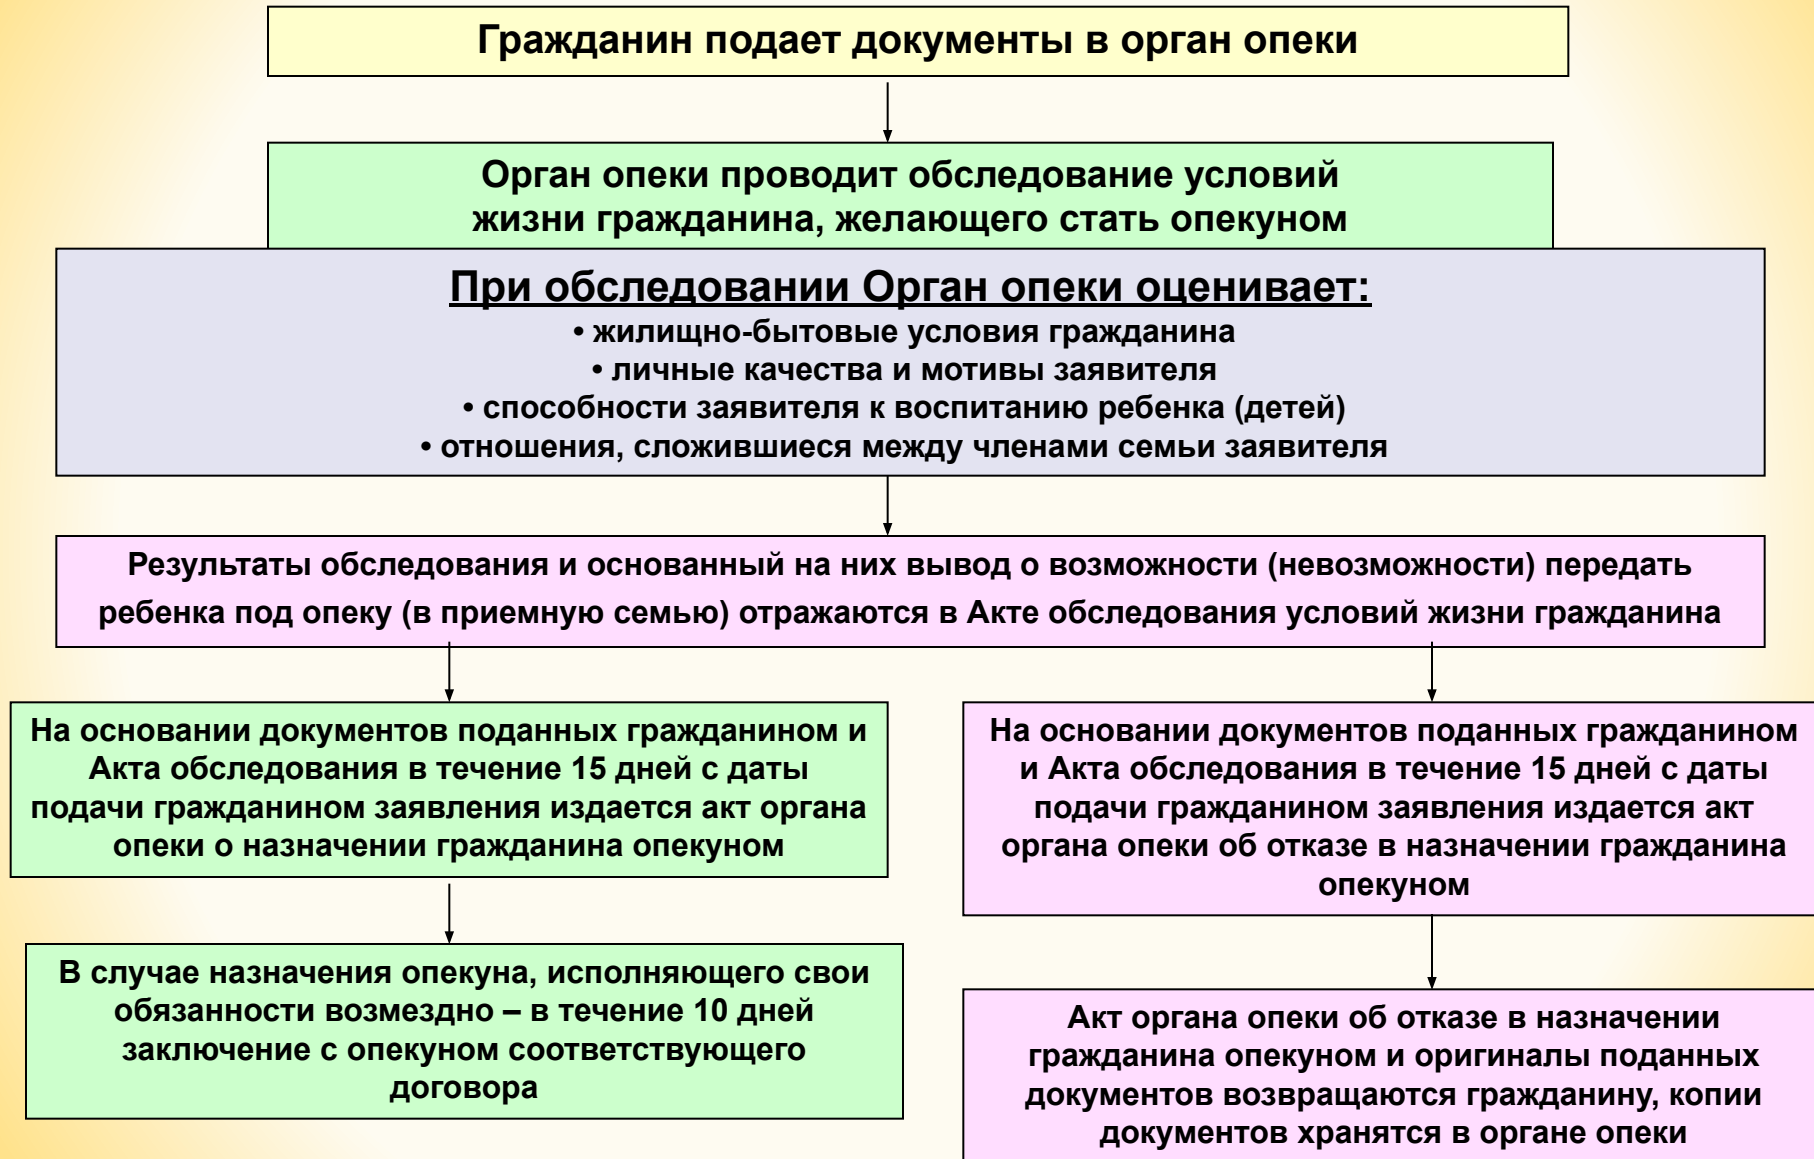 Гражданин подает документы в орган опеки
Орган опеки проводит обследование условий
жизни гражданина, желающего стать опекуном
При обследовании Орган опеки оценивает:
• жилищно-бытовые условия гражданина
• личные качества и мотивы заявителя
• способности заявителя к воспитанию ребенка (детей)
• отношения, сложившиеся между членами семьи заявителя
Результаты обследования и основанный на них вывод о возможности (невозможности) передать
ребенка под опеку (в приемную семью) отражаются в Акте обследования условий жизни гражданина
На основании документов поданных гражданином и
Акта обследования в течение 15 дней с даты
подачи гражданином заявления издается акт органа
опеки о назначении гражданина опекуном
В случае назначения опекуна, исполняющего свои
обязанности возмездно – в течение 10 дней
заключение с опекуном соответствующего
договора
На основании документов поданных гражданином
и Акта обследования в течение 15 дней с даты
подачи гражданином заявления издается акт
органа опеки об отказе в назначении гражданина
опекуном
Акт органа опеки об отказе в назначении
гражданина опекуном и оригиналы поданных
документов возвращаются гражданину, копии
документов хранятся в органе опеки